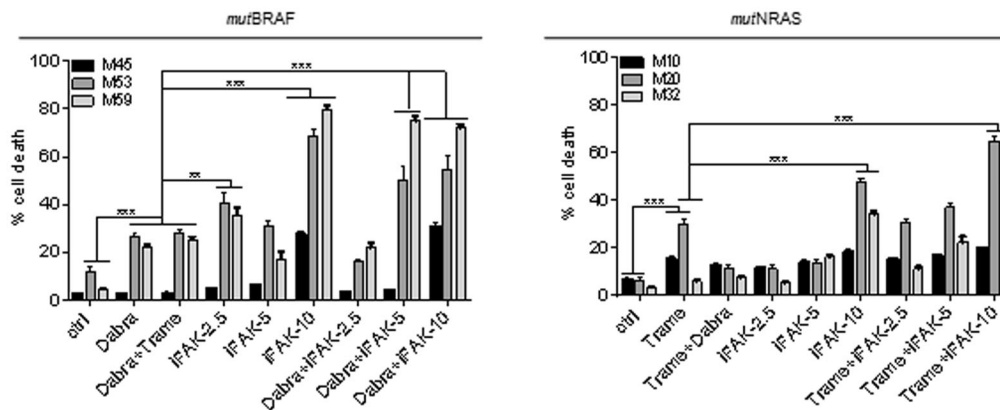 mutBRAF
mutNRAS
M45
M53
M59
% cell death
100
80
60
40
20
0
***
***
**
***
ctrl
Dabra
Dabra+Trame
iFAK-2.5
iFAK-5
iFAK-10
Dabra+iFAK-2.5
Dabra+iFAK-5
Dabra+iFAK-10
M10
M20
M32
% cell death
100
80
60
40
20
0
***
***
***
ctrl
Trame
Trame+Dabra
iFAK-2.5
iFAK-5
iFAK-10
Trame+iFAK-2.5
Trame+iFAK-5
Trame+iFAK-10